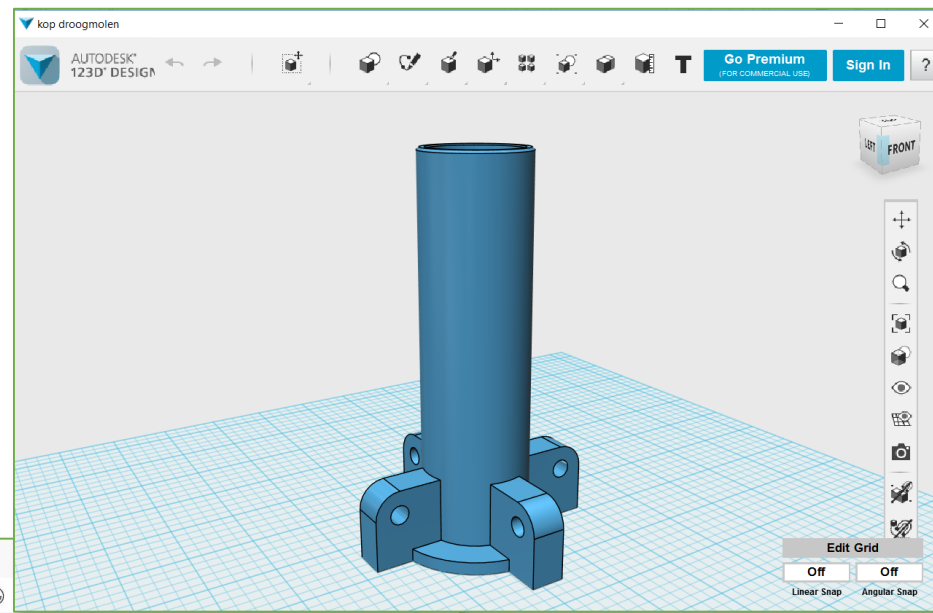 kop droogmolen
AUTODESK®
123D® DESIGN
Go Premium
(FOR COMMERCIAL USE)
Sign In
?
T
LEFT
FRONT
Edit Grid
Off
Off
Linear Snap
Angular Snap